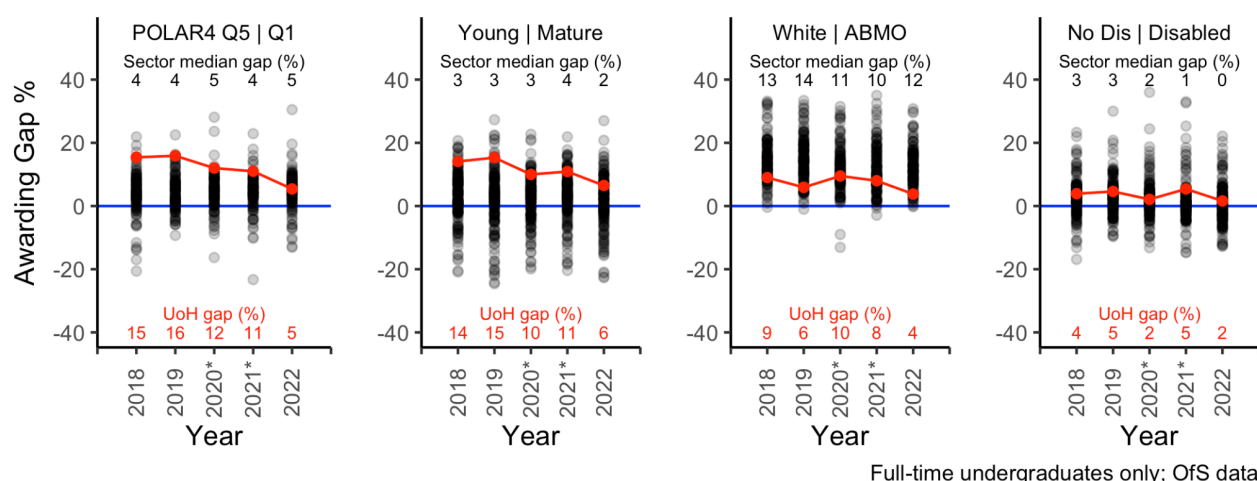 POLAR4 Q5 | Q1
Sector median gap (%)
4 4 5 4 5
Young | Mature
Sector median gap (%)
3 3 3 4 2
White | ABMO
Sector median gap (%)
13 14 11 10 12
No Dis | Disabled
Sector median gap (%)
3 3 2 1 0
Awarding Gap %
40
20
0
-20
-40
40
20
0
-20
-40
40
20
0
-20
-40
40
20
0
-20
-40
UoH gap (%)
15 16 12 11 5
UoH gap (%)
14 15 10 11 6
UoH gap (%)
9 6 10 8 4
UoH gap (%)
4 5 2 5 2
2018 2019 2020* 2021* 2022
2018 2019 2020* 2021* 2022
2018 2019 2020* 2021* 2022
2018 2019 2020* 2021* 2022
Year
Year
Year
Year
Full-time undergraduates only; OfS data